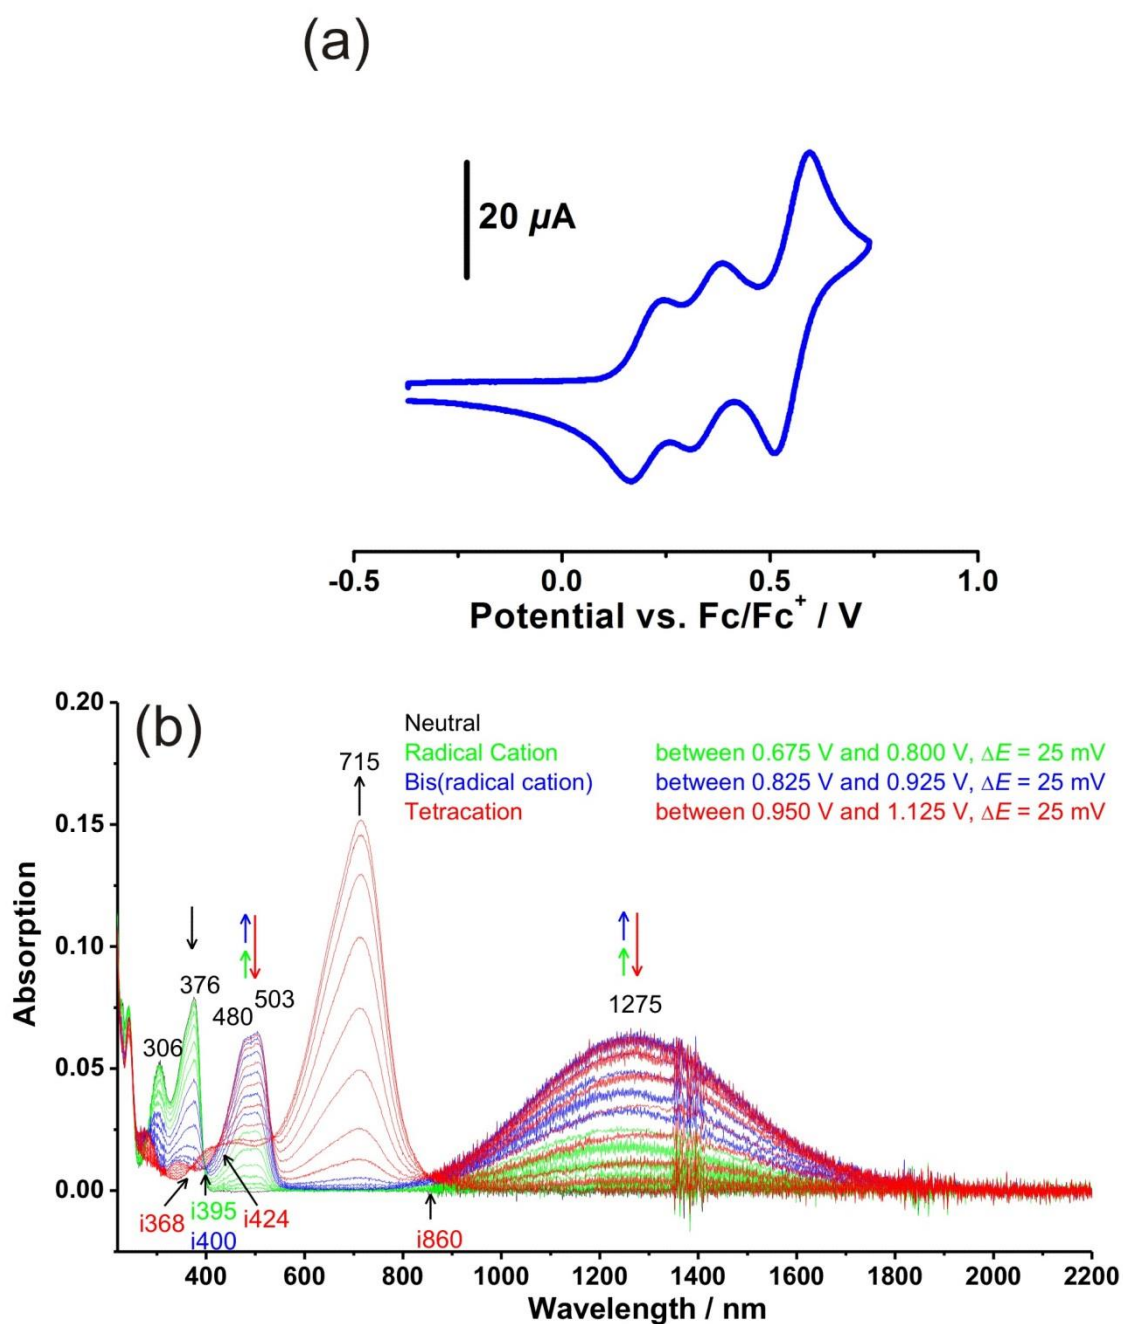 (a)
20 µA
-0.5 0.0 0.5 1.0
Potential vs. Fc/Fc⁺ / V
(b)
Neutral
Radical Cation between 0.675 V and 0.800 V, ΔE = 25 mV
Bis(radical cation) between 0.825 V and 0.925 V, ΔE = 25 mV
Tetracation between 0.950 V and 1.125 V, ΔE = 25 mV
0.20
0.15
0.10
0.05
0.00
Absorption
715
376
306
480
503
1275
i368
i395
i400
i424
i860
400 600 800 1000 1200 1400 1600 1800 2000 2200
Wavelength / nm